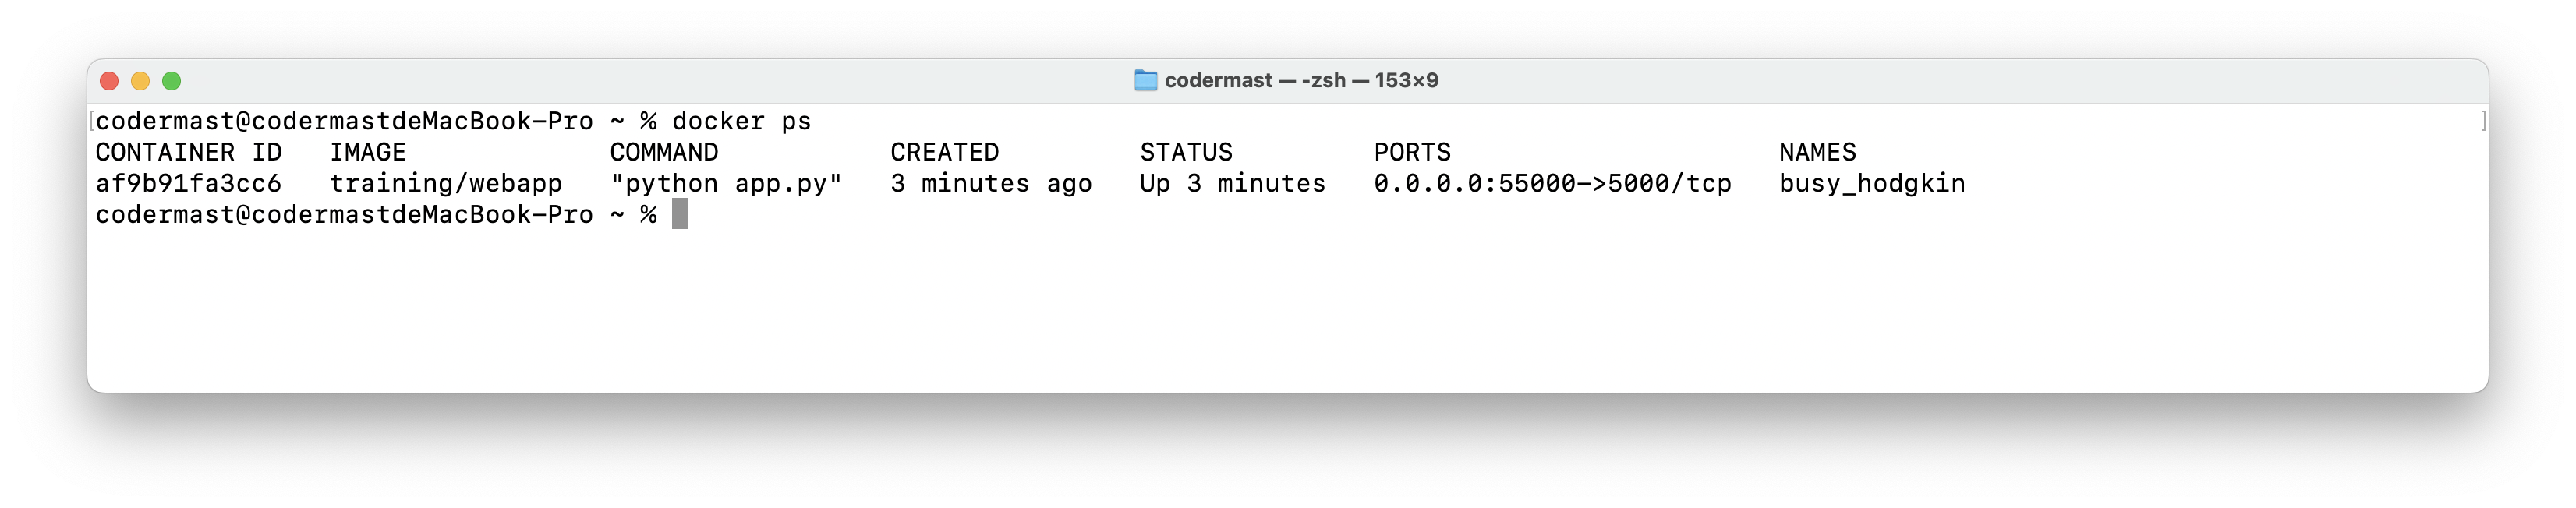 codermast — -zsh — 153×9
[codermast@codermastdeMacBook-Pro ~ % docker ps ]
CONTAINER ID   IMAGE             COMMAND           CREATED         STATUS         PORTS                     NAMES
af9b91fa3cc6   training/webapp   "python app.py"   3 minutes ago   Up 3 minutes   0.0.0.0:55000->5000/tcp   busy_hodgkin
codermast@codermastdeMacBook-Pro ~ %